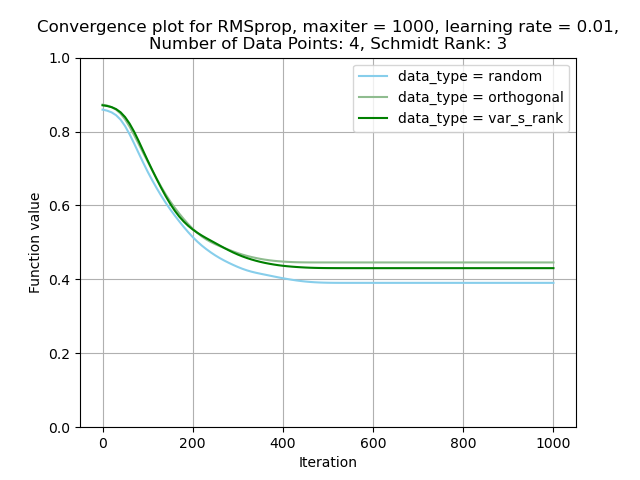 Convergence plot for RMSprop, maxiter = 1000, learning rate = 0.01,
Number of Data Points: 4, Schmidt Rank: 3
data_type = random
data_type = orthogonal
data_type = var_s_rank
Function value
1.0
0.8
0.6
0.4
0.2
0.0
0 200 400 600 800 1000
Iteration